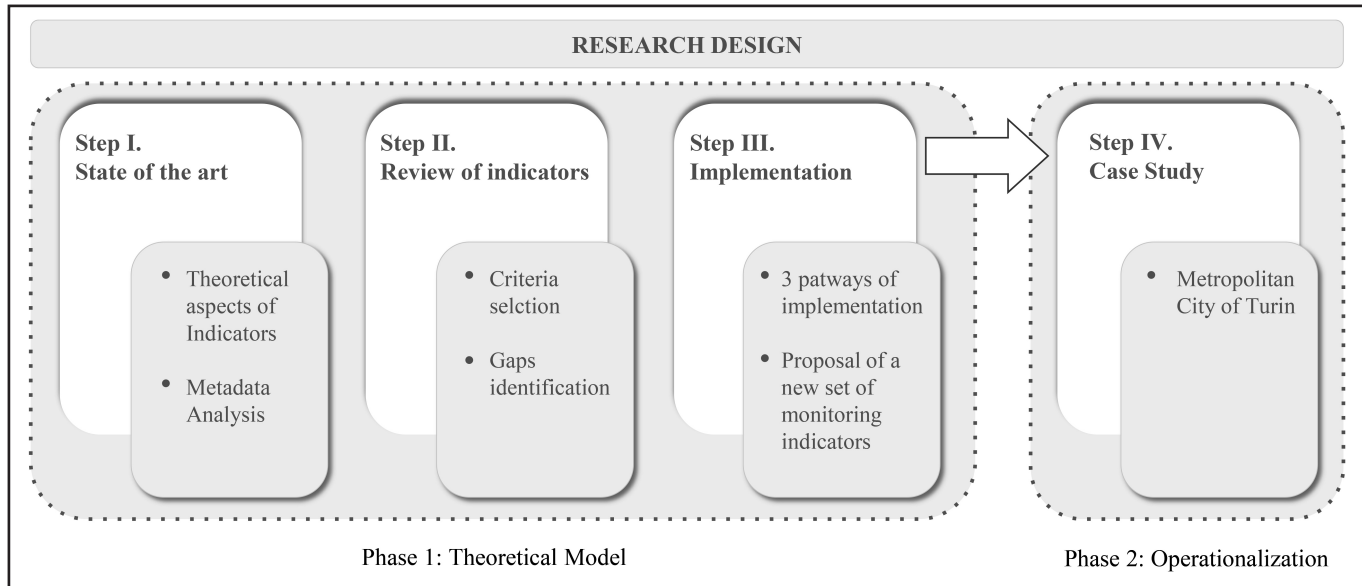 RESEARCH DESIGN
Step I.
State of the art
• Theoretical
aspects of
Indicators
• Metadata
Analysis
Step II.
Review of indicators
• Criteria
selction
• Gaps
identification
Step III.
Implementation
• 3 patways of
implementation
• Proposal of a
new set of
monitoring
indicators
Step IV.
Case Study
• Metropolitan
City of Turin
Phase 1: Theoretical Model
Phase 2: Operationalization